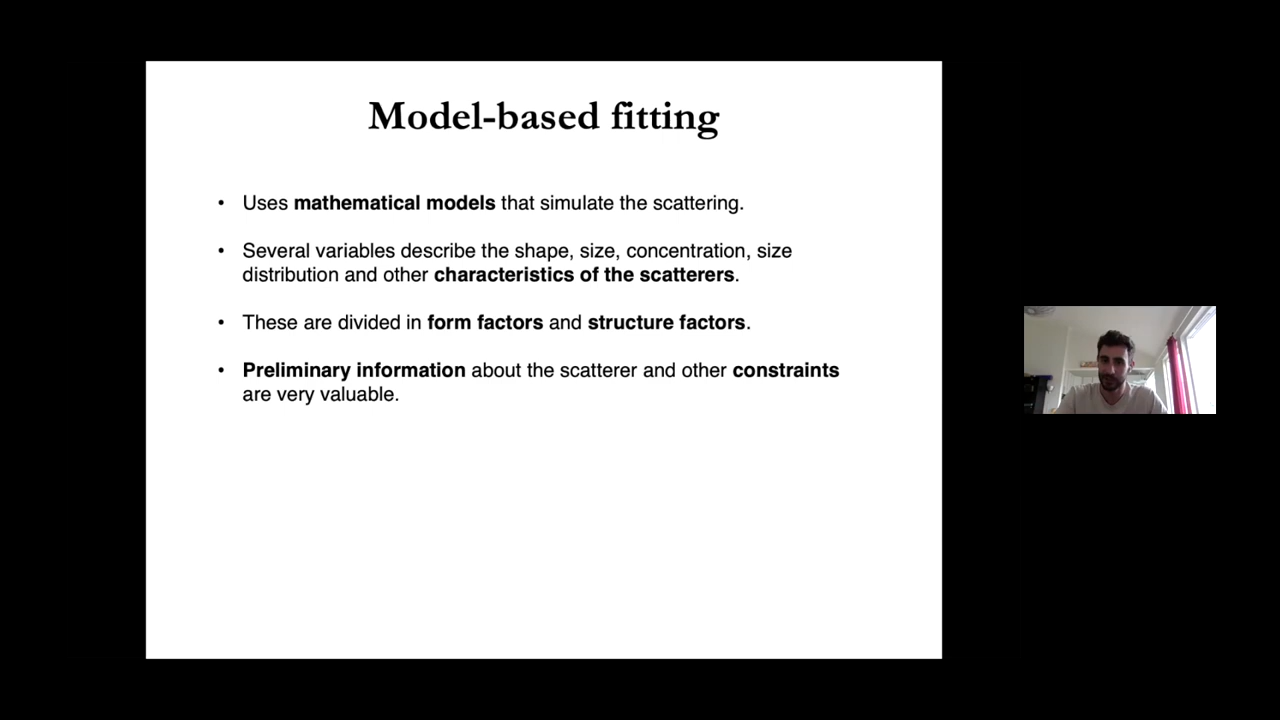 Model-based fitting
• Uses mathematical models that simulate the scattering.
• Several variables describe the shape, size, concentration, size
distribution and other characteristics of the scatterers.
• These are divided in form factors and structure factors.
• Preliminary information about the scatterer and other constraints
are very valuable.